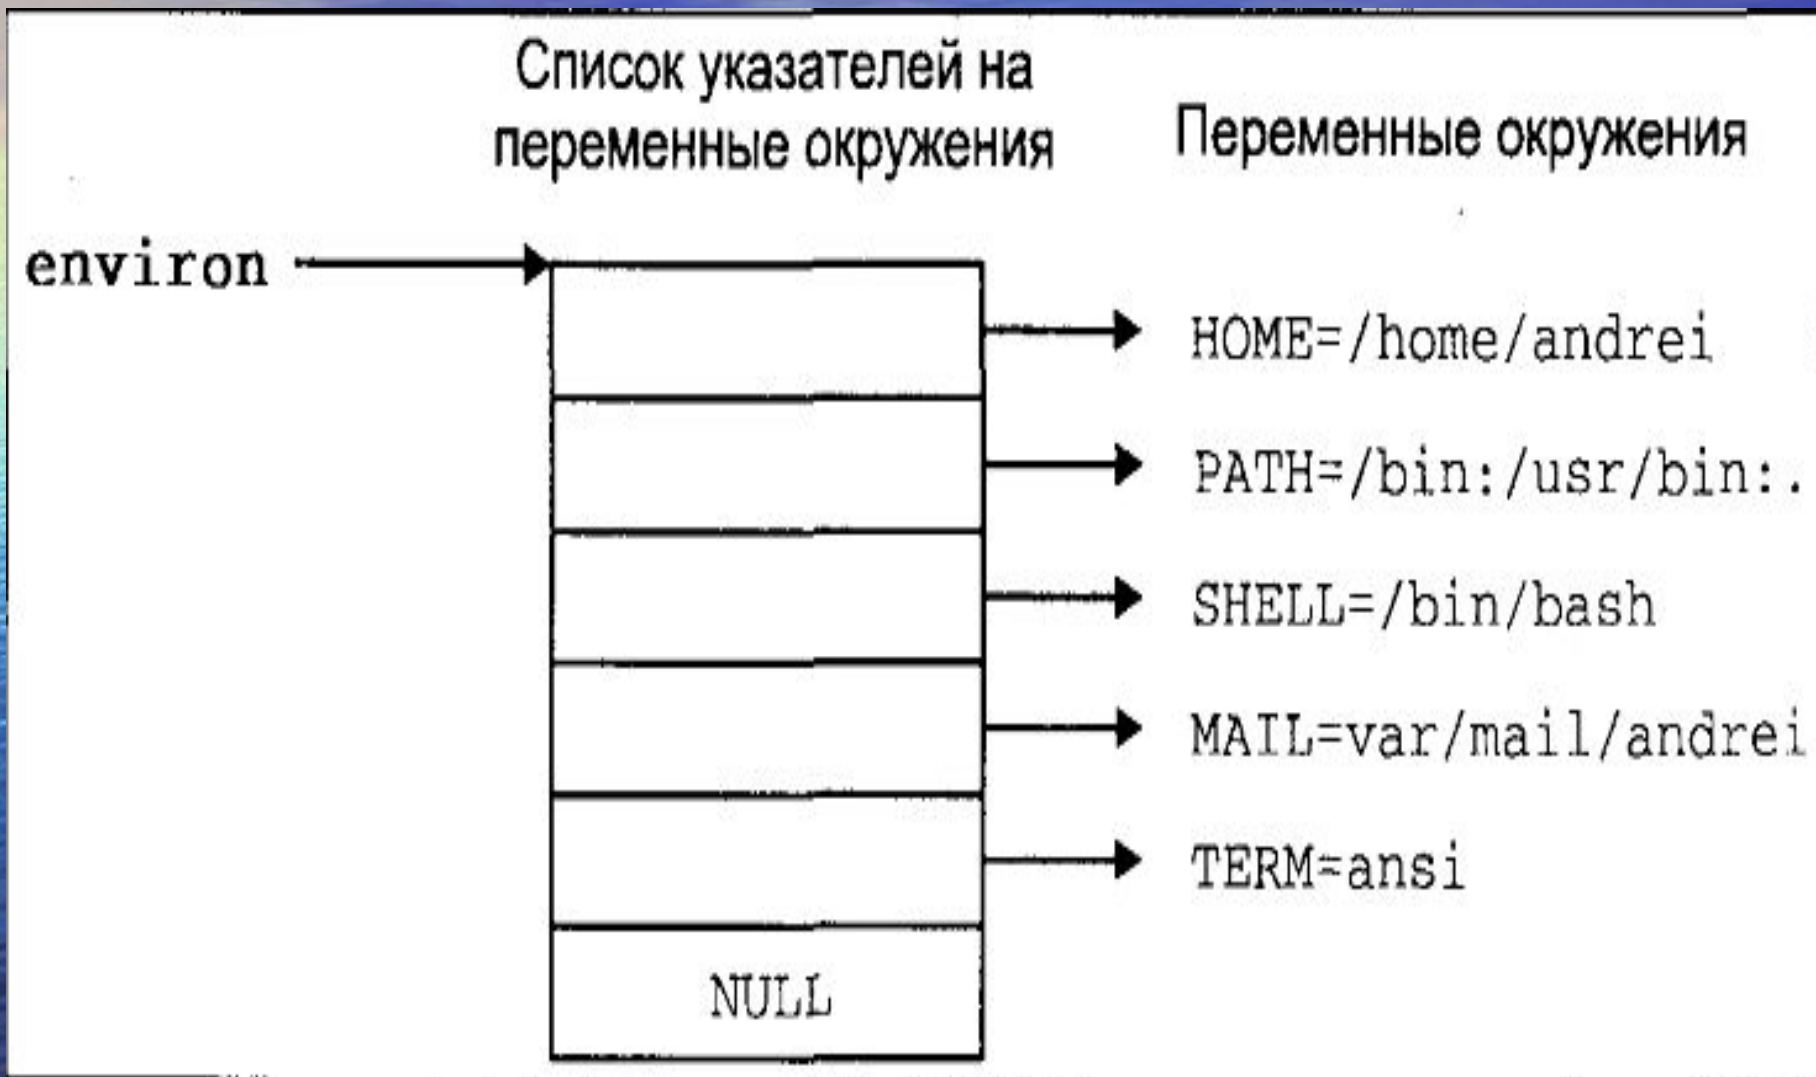 Список указателей на
переменные окружения
Переменные окружения
environ
HOME=/home/andrei
PATH=/bin:/usr/bin:.
SHELL=/bin/bash
MAIL=var/mail/andrei
TERM=ansi
NULL